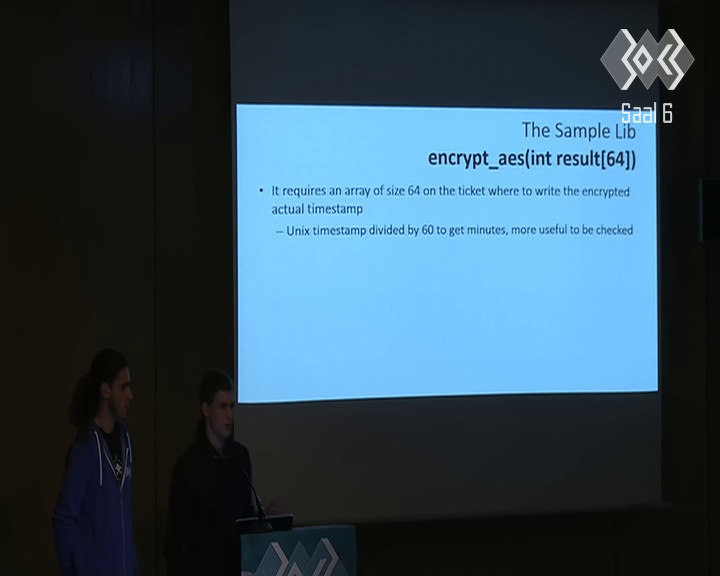 Saal 6
The Sample Lib
encrypt_aes(int result[64])
• It requires an array of size 64 on the ticket where to write the encrypted
actual timestamp
– Unix timestamp divided by 60 to get minutes, more useful to be checked